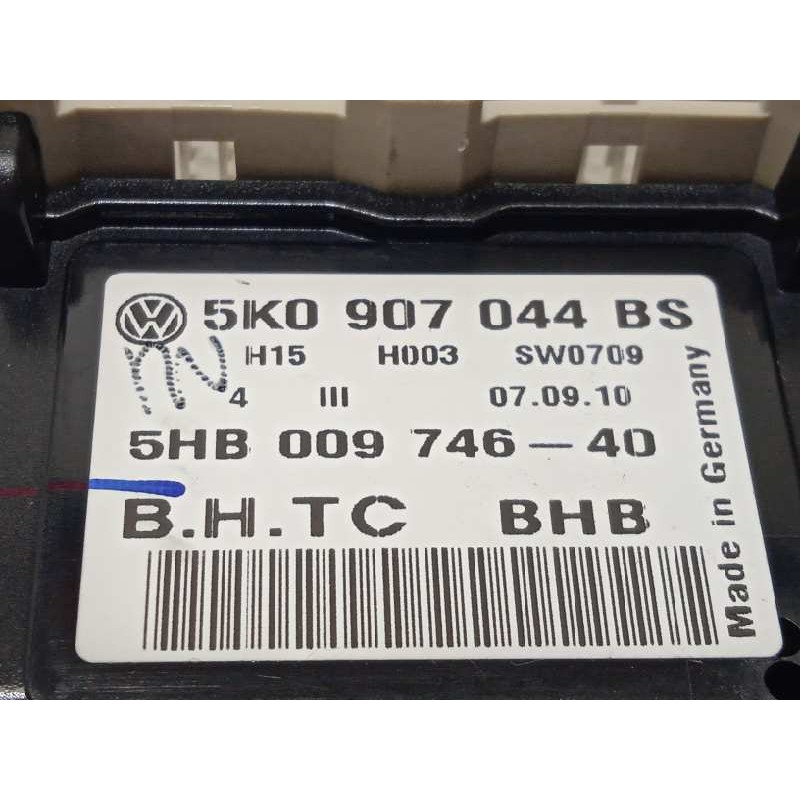 5K0 907 044 BS
H15 H003 SW0709
4 III 07.09.10
5HB 009 746-40
B.H.TC BHB
Made in Germany